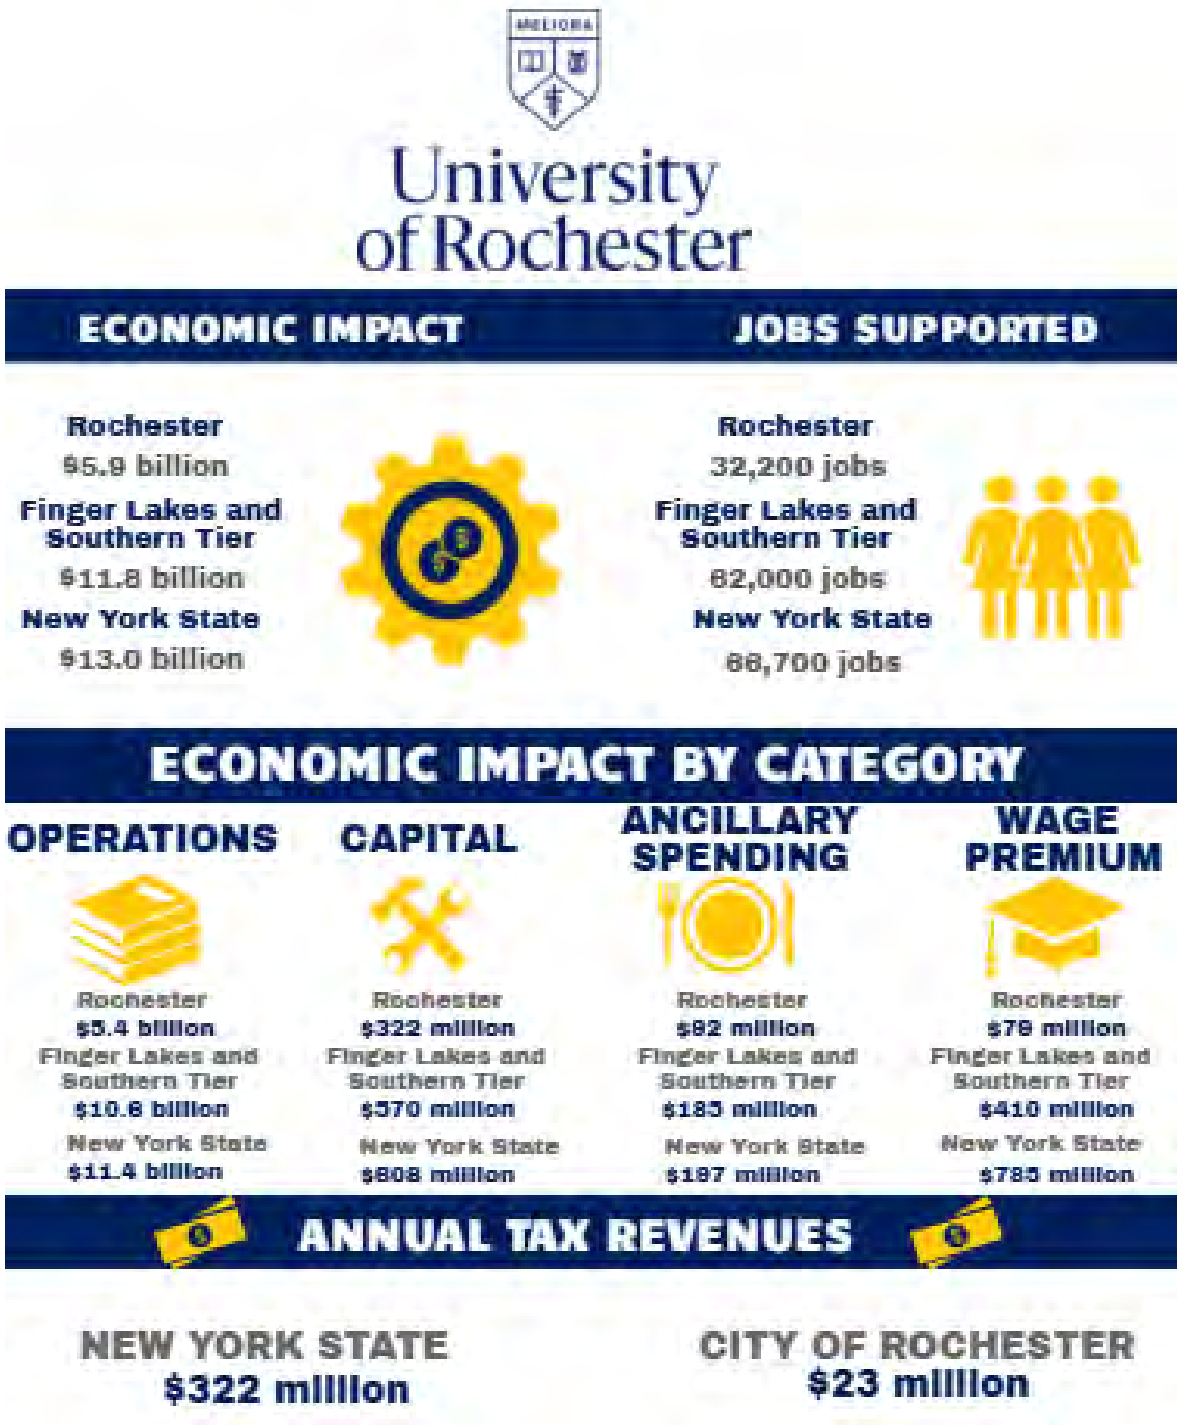 MELIORA
University
of Rochester
ECONOMIC IMPACT
Rochester
$5.9 billion
Finger Lakes and
Southern Tier
$11.8 billion
New York State
$13.0 billion
JOBS SUPPORTED
Rochester
32,200 jobs
Finger Lakes and
Southern Tier
62,000 jobs
New York State
jobs
ECONOMIC IMPACT BY CATEGORY
OPERATIONS
Rochester
$5.4 billion
Finger Lakes and
Southern Tier
$10.6 billion
New York State
$11.4 billion
CAPITAL
Rochester
$322 million
Finger Lakes and
Southern Tier
$570 million
New York State
$608 million
ANCILLARY
SPENDING
Rochester
$92 million
Finger Lakes and
Southern Tier
$185 million
New York State
$197 million
WAGE
PREMIUM
Rochester
$79 million
Finger Lakes and
Southern Tier
$410 million
New York State
$785 million
ANNUAL TAX REVENUES
NEW YORK STATE
$322 million
CITY OF ROCHESTER
$23 million